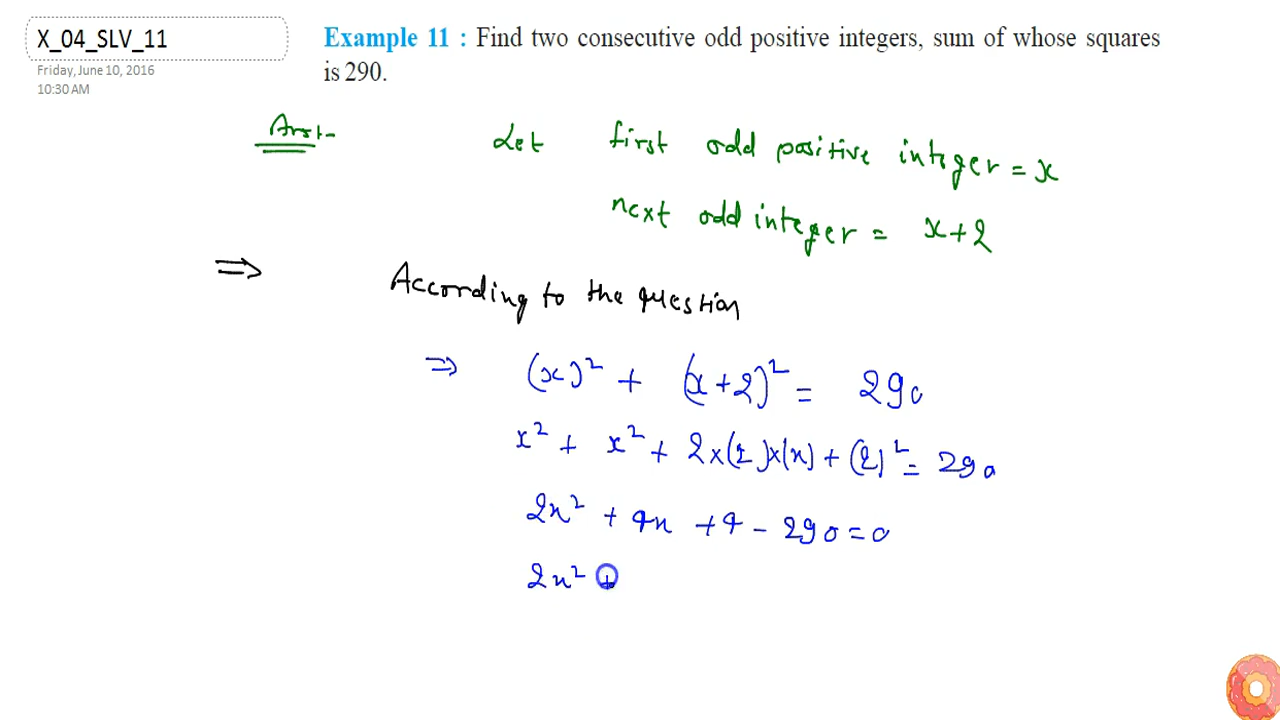 X_04_SLV_11
Friday, June 10, 2016
10:30 AM
Example 11 : Find two consecutive odd positive integers, sum of whose squares
is 290.
Let first odd positive integer = x
next odd integer = x+2
⇒ According to the question
⇒ (x)² + (x+2)² = 290
x² + x² + 2×(2)×(x) + (2)² = 290
2x² + 4x + 4 - 290 = 0
2x² +